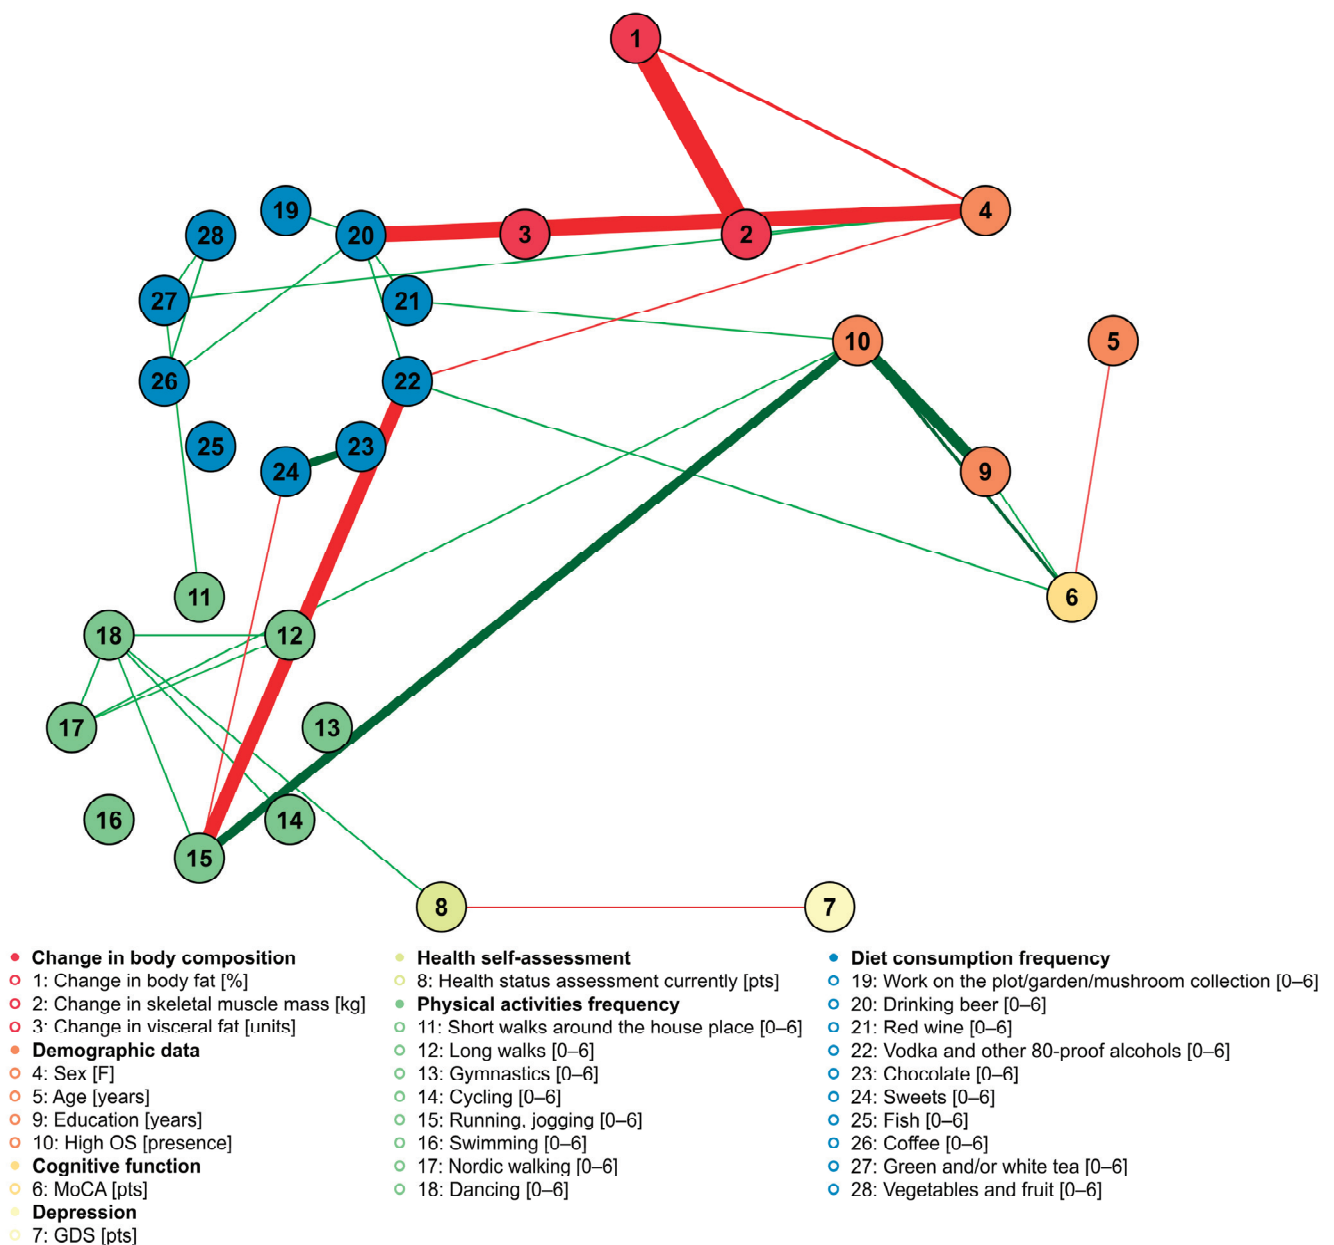 1
4
19
28
20
3
2
27
21
10
5
26
22
25
23
24
9
11
6
18
12
17
13
16
14
15
8
7
Change in body composition
1: Change in body fat [%]
2: Change in skeletal muscle mass [kg]
3: Change in visceral fat [units]
Demographic data
4: Sex [F]
5: Age [years]
9: Education [years]
10: High OS [presence]
Cognitive function
6: MoCA [pts]
Depression
7: GDS [pts]
Health self-assessment
8: Health status assessment currently [pts]
Physical activities frequency
11: Short walks around the house place [0–6]
12: Long walks [0–6]
13: Gymnastics [0–6]
14: Cycling [0–6]
15: Running, jogging [0–6]
16: Swimming [0–6]
17: Nordic walking [0–6]
18: Dancing [0–6]
Diet consumption frequency
19: Work on the plot/garden/mushroom collection [0–6]
20: Drinking beer [0–6]
21: Red wine [0–6]
22: Vodka and other 80-proof alcohols [0–6]
23: Chocolate [0–6]
24: Sweets [0–6]
25: Fish [0–6]
26: Coffee [0–6]
27: Green and/or white tea [0–6]
28: Vegetables and fruit [0–6]